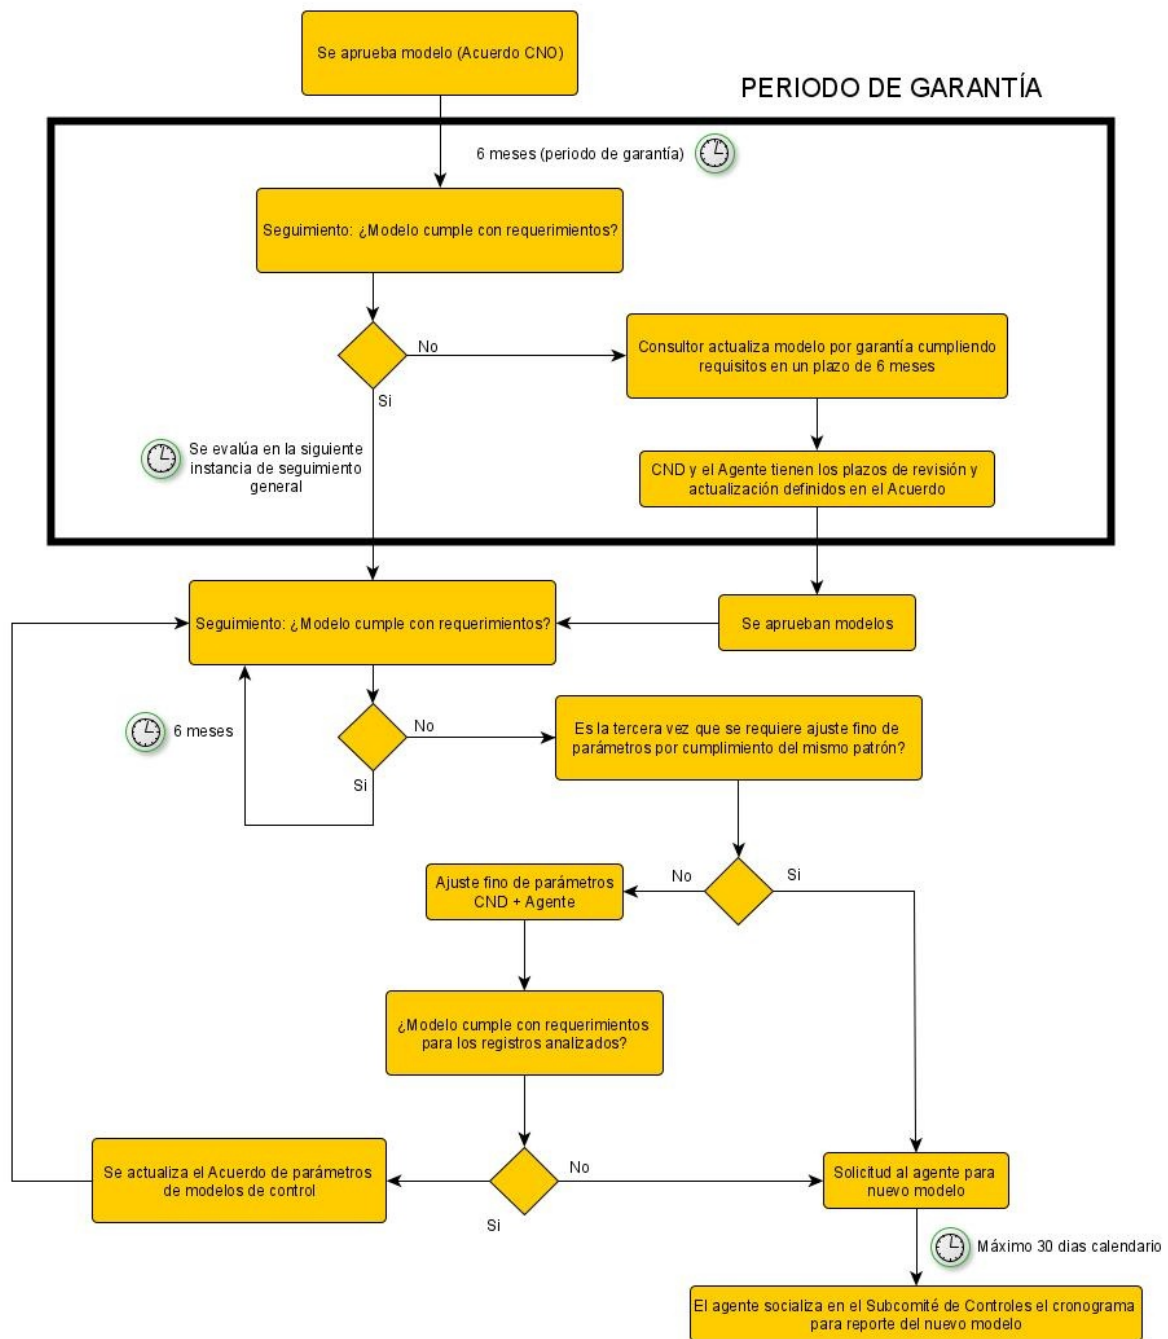 Se aprueba modelo (Acuerdo CNO)
PERIODO DE GARANTÍA
6 meses (periodo de garantía)
Seguimiento: ¿Modelo cumple con requerimientos?
No
Consultor actualiza modelo por garantía cumpliendo
requisitos en un plazo de 6 meses
Si
Se evalúa en la siguiente
instancia de seguimiento
general
CND y el Agente tienen los plazos de revisión y
actualización definidos en el Acuerdo
Seguimiento: ¿Modelo cumple con requerimientos?
Se aprueban modelos
6 meses
No
Si
Es la tercera vez que se requiere ajuste fino de
parámetros por cumplimiento del mismo patrón?
No
Si
Ajuste fino de parámetros
CND + Agente
¿Modelo cumple con requerimientos
para los registros analizados?
Se actualiza el Acuerdo de parámetros
de modelos de control
Si
No
Solicitud al agente para
nuevo modelo
Máximo 30 dias calendario
El agente socializa en el Subcomité de Controles el cronograma
para reporte del nuevo modelo